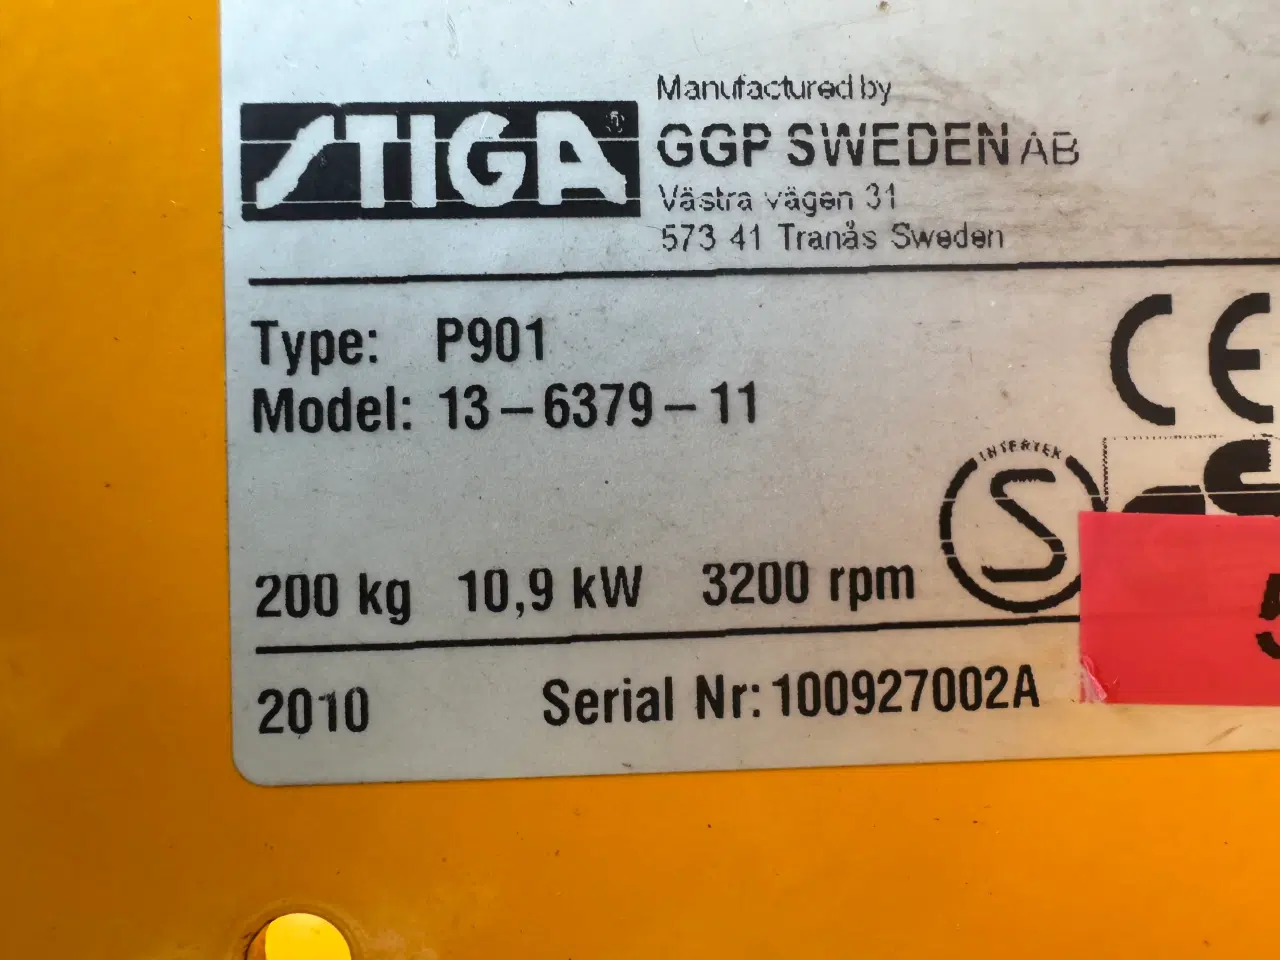 STIGA®
Manufactured by
GGP SWEDEN AB
Västra vägen 31
573 41 Tranås Sweden
Type: P901
Model: 13-6379-11
CE
INTERTEK
S
200 kg 10,9 kW 3200 rpm
2010 Serial Nr: 100927002A